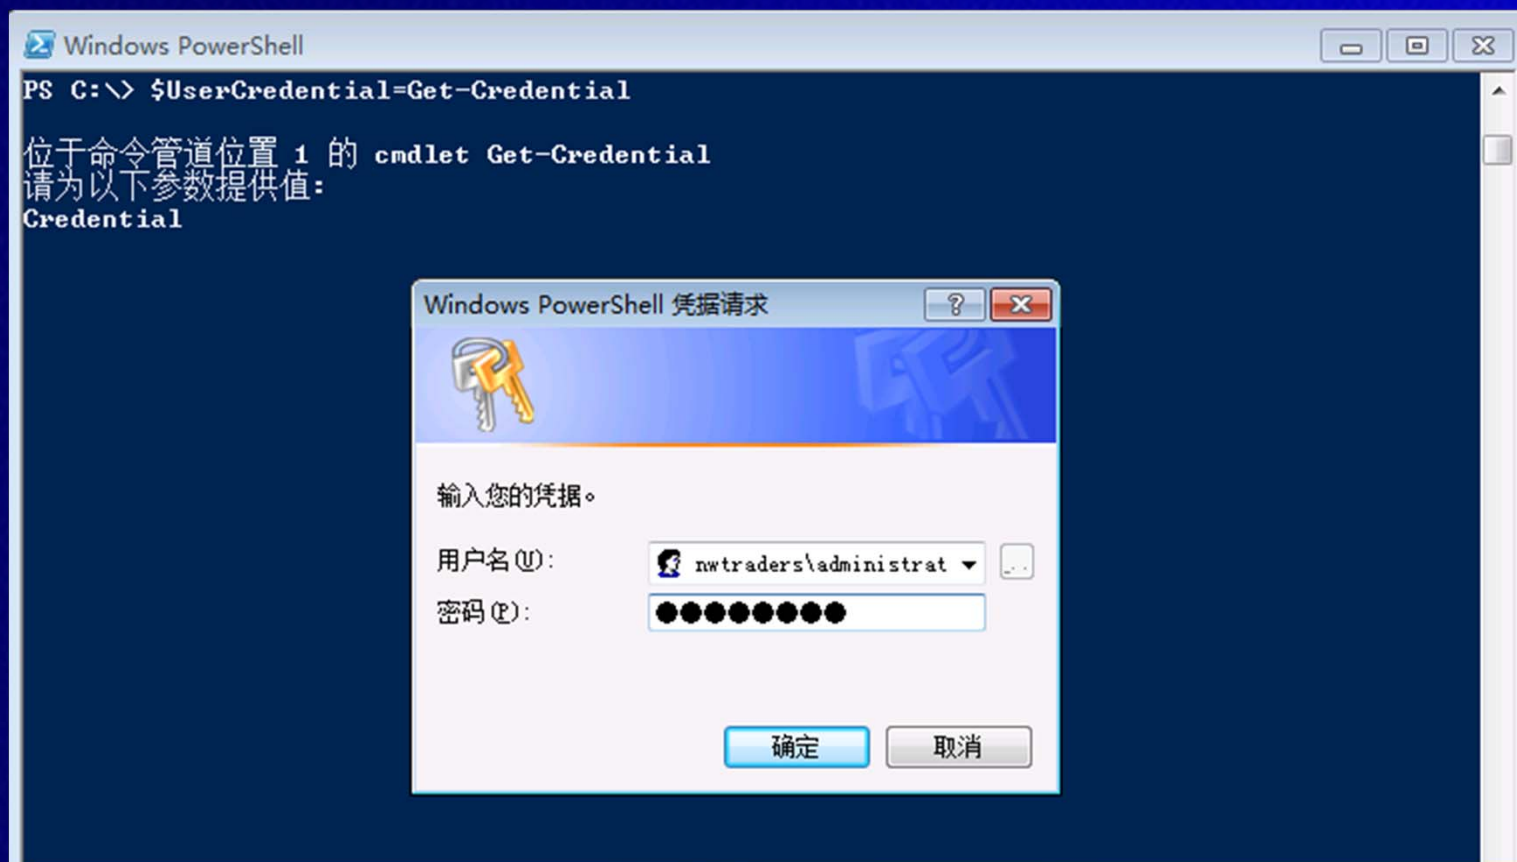 Windows PowerShell
PS C:\> $UserCredential=Get-Credential
位于命令管道位置 1 的 cmdlet Get-Credential
请为以下参数提供值:
Credential
Windows PowerShell 凭据请求
输入您的凭据。
用户名(U):
nwtraders\administrat
密码(P):
确定 取消